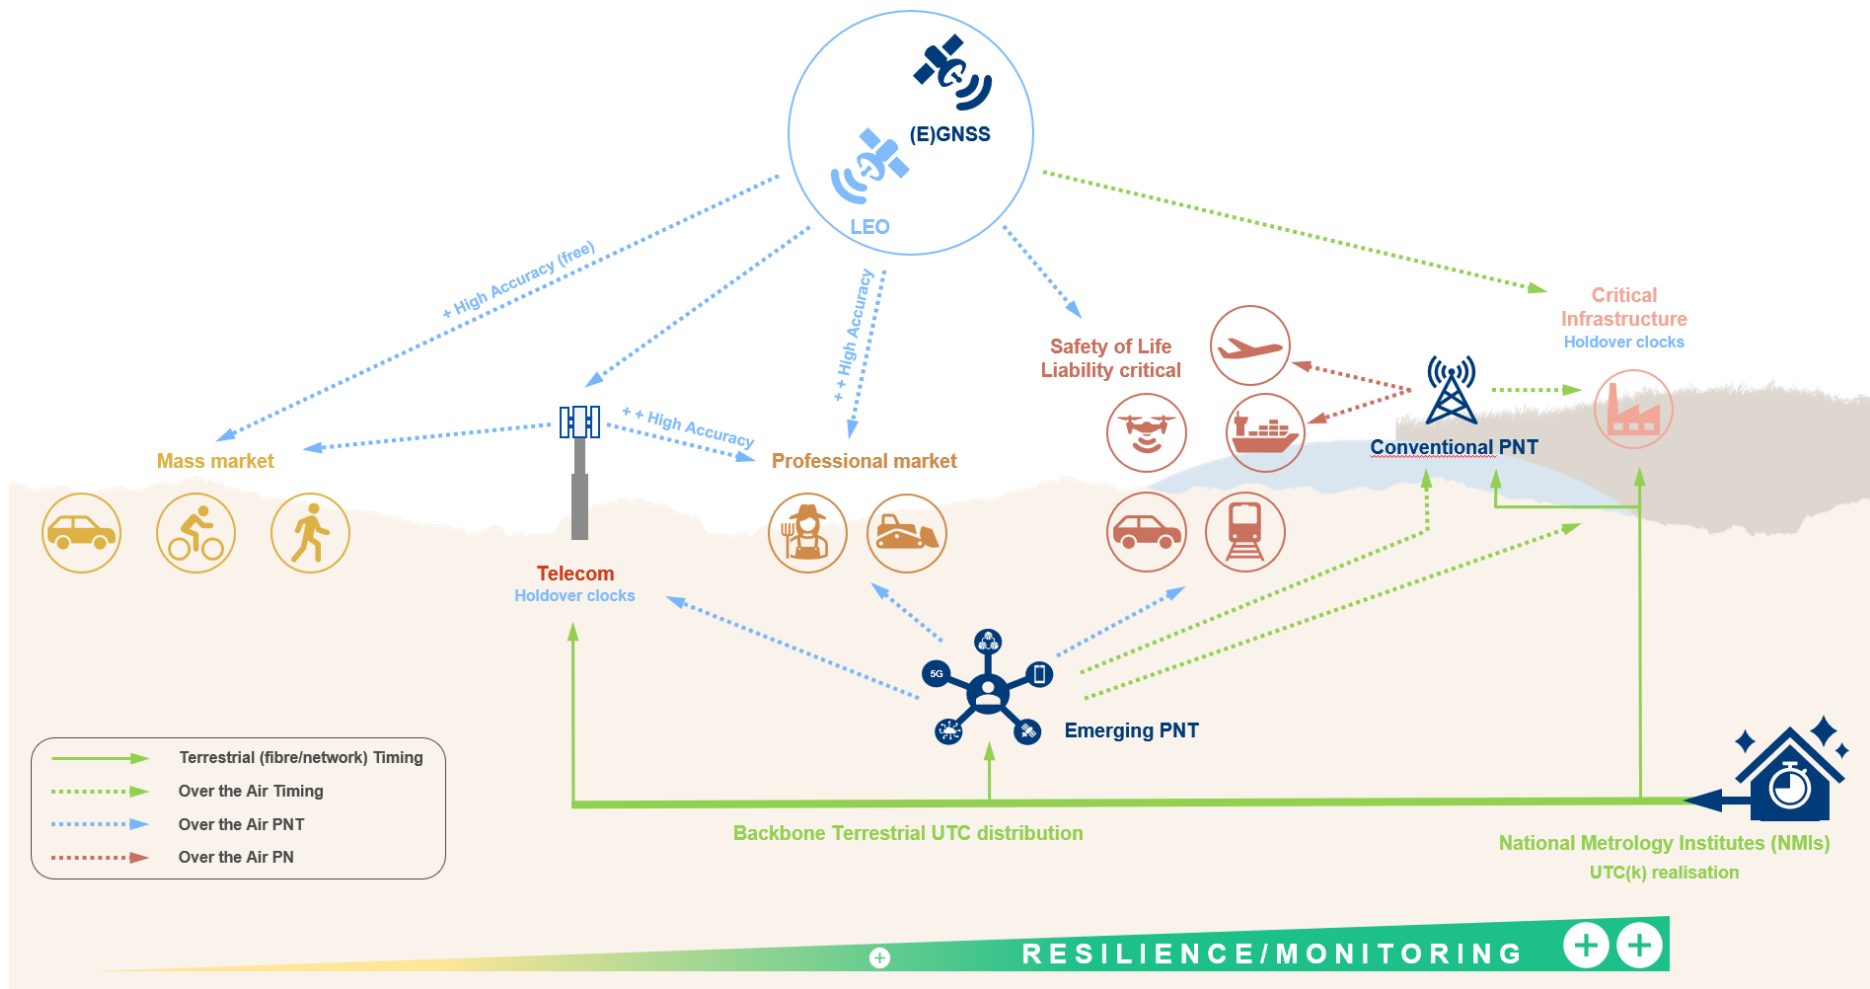 (E)GNSS
LEO
+ High Accuracy (free)
+ + High Accuracy
+ + High Accuracy
Critical
Infrastructure
Holdover clocks
Safety of Life
Liability critical
Conventional PNT
Mass market
Professional market
Telecom
Holdover clocks
5G
Emerging PNT
Terrestrial (fibre/network) Timing
Over the Air Timing
Over the Air PNT
Over the Air PN
Backbone Terrestrial UTC distribution
National Metrology Institutes (NMIs)
UTC(k) realisation
+ RESILIENCE/MONITORING + +